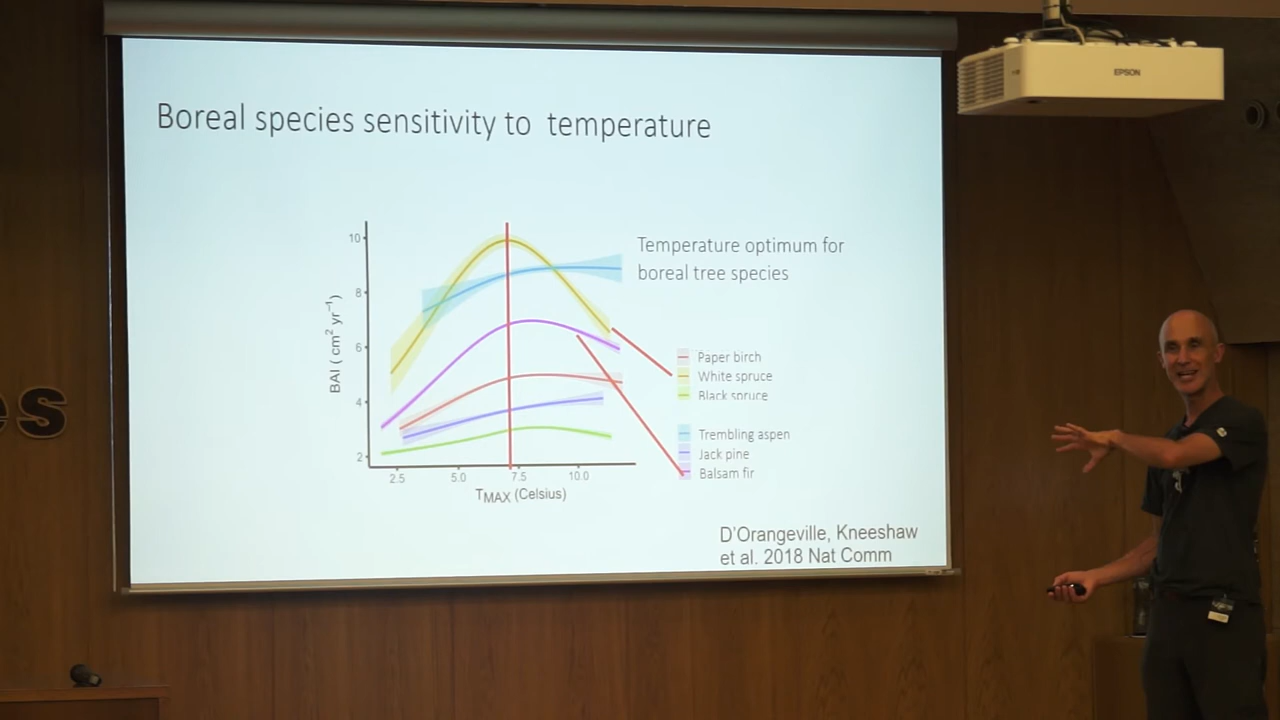 EPSON
Boreal species sensitivity to temperature
Temperature optimum for
boreal tree species
10
8
6
4
2
BAI ( cm² yr⁻¹)
2.5 5.0 7.5 10.0
TMAX (Celsius)
Paper birch
White spruce
Black spruce
Trembling aspen
Jack pine
Balsam fir
D'Orangeville, Kneeshaw
et al. 2018 Nat Comm
es